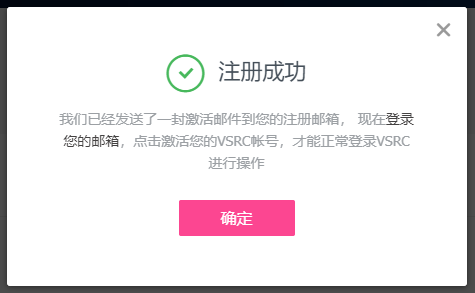 注册成功
我们已经发送了一封激活邮件到您的注册邮箱， 现在登录
您的邮箱，点击激活您的VSRC帐号，才能正常登录VSRC
进行操作
确定